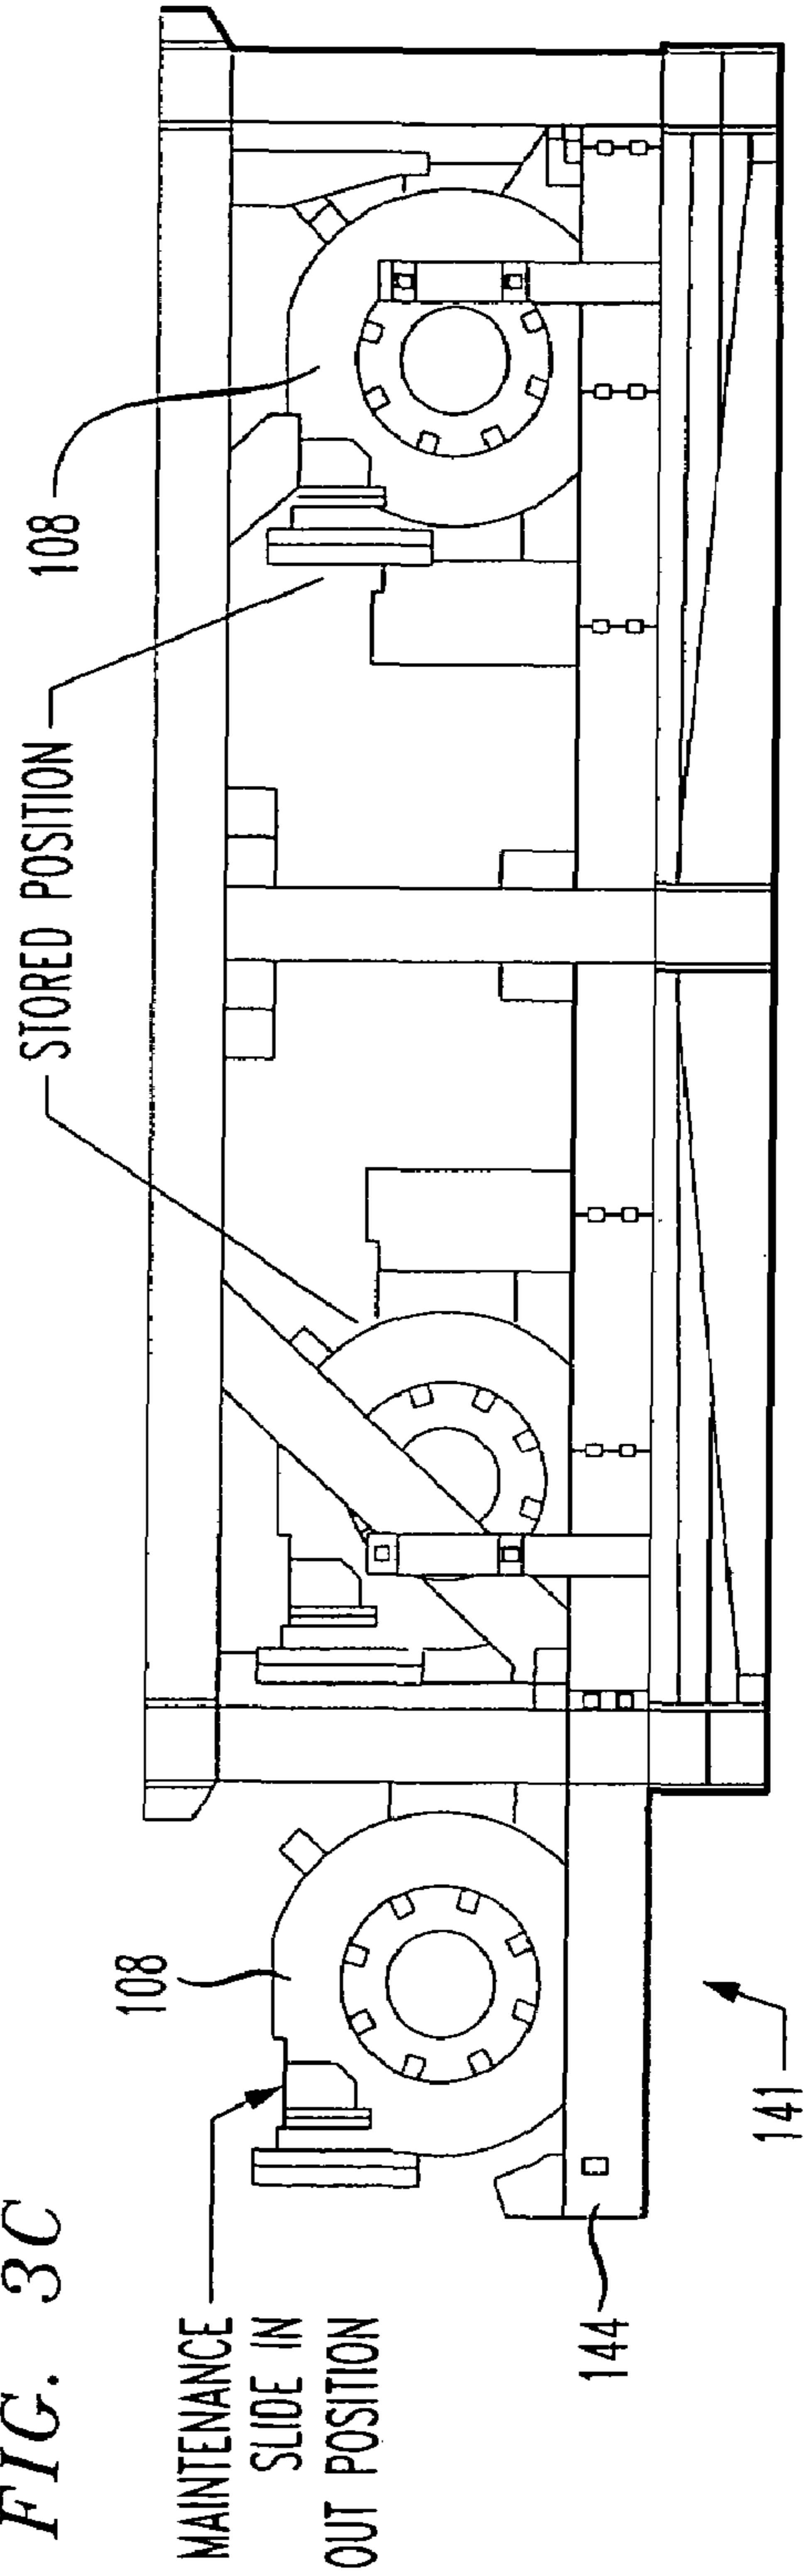 FIG. 3C
MAINTENANCE
SLIDE IN
OUT POSITION
108
STORED POSITION
108
144
141